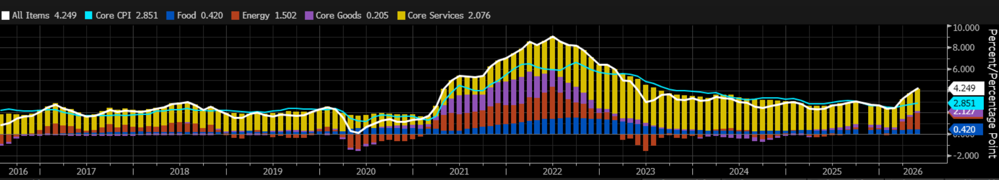 All Items 4.249 Core CPI 2.851 Food 0.420 Energy 1.502 Core Goods 0.205 Core Services 2.076
10.000
8.000
6.000
4.249
2.851
2.127
0.420
-2.000
Percent/Percentage Point
2016 2017 2018 2019 2020 2021 2022 2023 2024 2025 2026